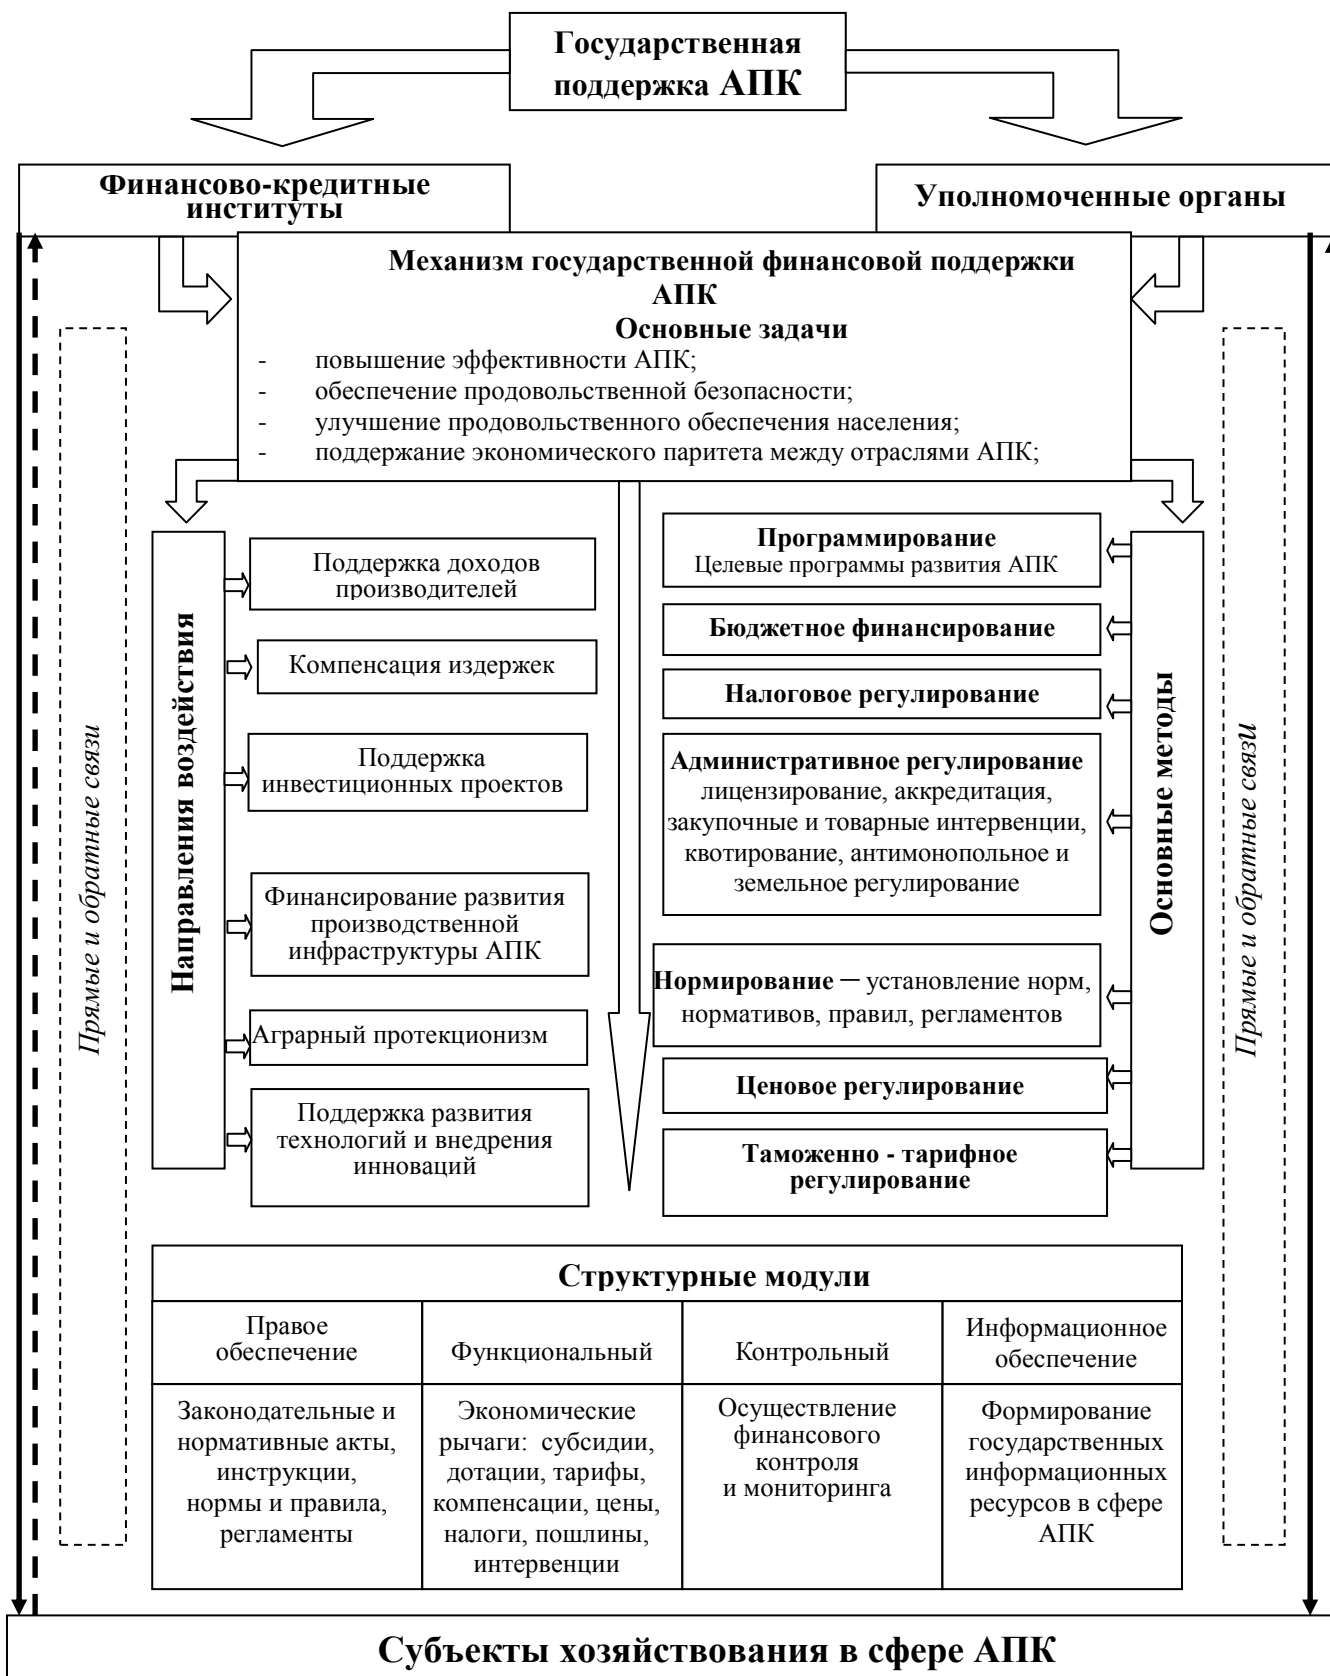 Государственная
поддержка АПК
Финансово-кредитные
институты
Уполномоченные органы
Механизм государственной финансовой поддержки
АПК
Основные задачи
- повышение эффективности АПК;
- обеспечение продовольственной безопасности;
- улучшение продовольственного обеспечения населения;
- поддержание экономического паритета между отраслями АПК;
Прямые и обратные связи
Направления воздействия
Поддержка доходов
производителей
Компенсация издержек
Поддержка
инвестиционных проектов
Финансирование развития
производственной
инфраструктуры АПК
Аграрный протекционизм
Поддержка развития
технологий и внедрения
инноваций
Программирование
Целевые программы развития АПК
Бюджетное финансирование
Налоговое регулирование
Административное регулирование
лицензирование, аккредитация,
закупочные и товарные интервенции,
квотирование, антимонопольное и
земельное регулирование
Нормирование – установление норм,
нормативов, правил, регламентов
Ценовое регулирование
Таможенно - тарифное
регулирование
Основные методы
Прямые и обратные связи
Структурные модули
Правое
обеспечение
Функциональный
Контрольный
Информационное
обеспечение
Законодательные и
нормативные акты,
инструкции,
нормы и правила,
регламенты
Экономические
рычаги: субсидии,
дотации, тарифы,
компенсации, цены,
налоги, пошлины,
интервенции
Осуществление
финансового
контроля
и мониторинга
Формирование
государственных
информационных
ресурсов в сфере
АПК
Субъекты хозяйствования в сфере АПК